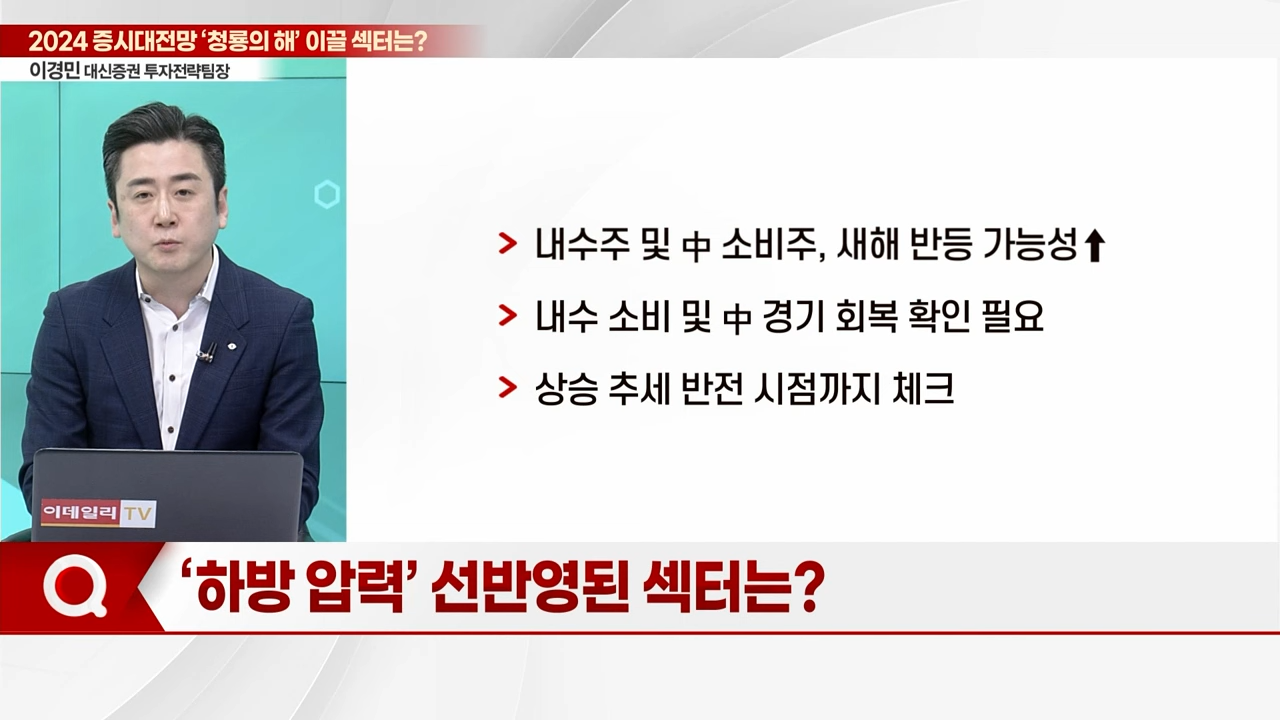 2024 증시대전망 ‘청룡의 해’ 이끌 섹터는?
이경민 대신증권 투자전략팀장
내수주 및 中 소비주, 새해 반등 가능성⬆
내수 소비 및 中 경기 회복 확인 필요
상승 추세 반전 시점까지 체크
이데일리 TV
Q ‘하방 압력’ 선반영된 섹터는?